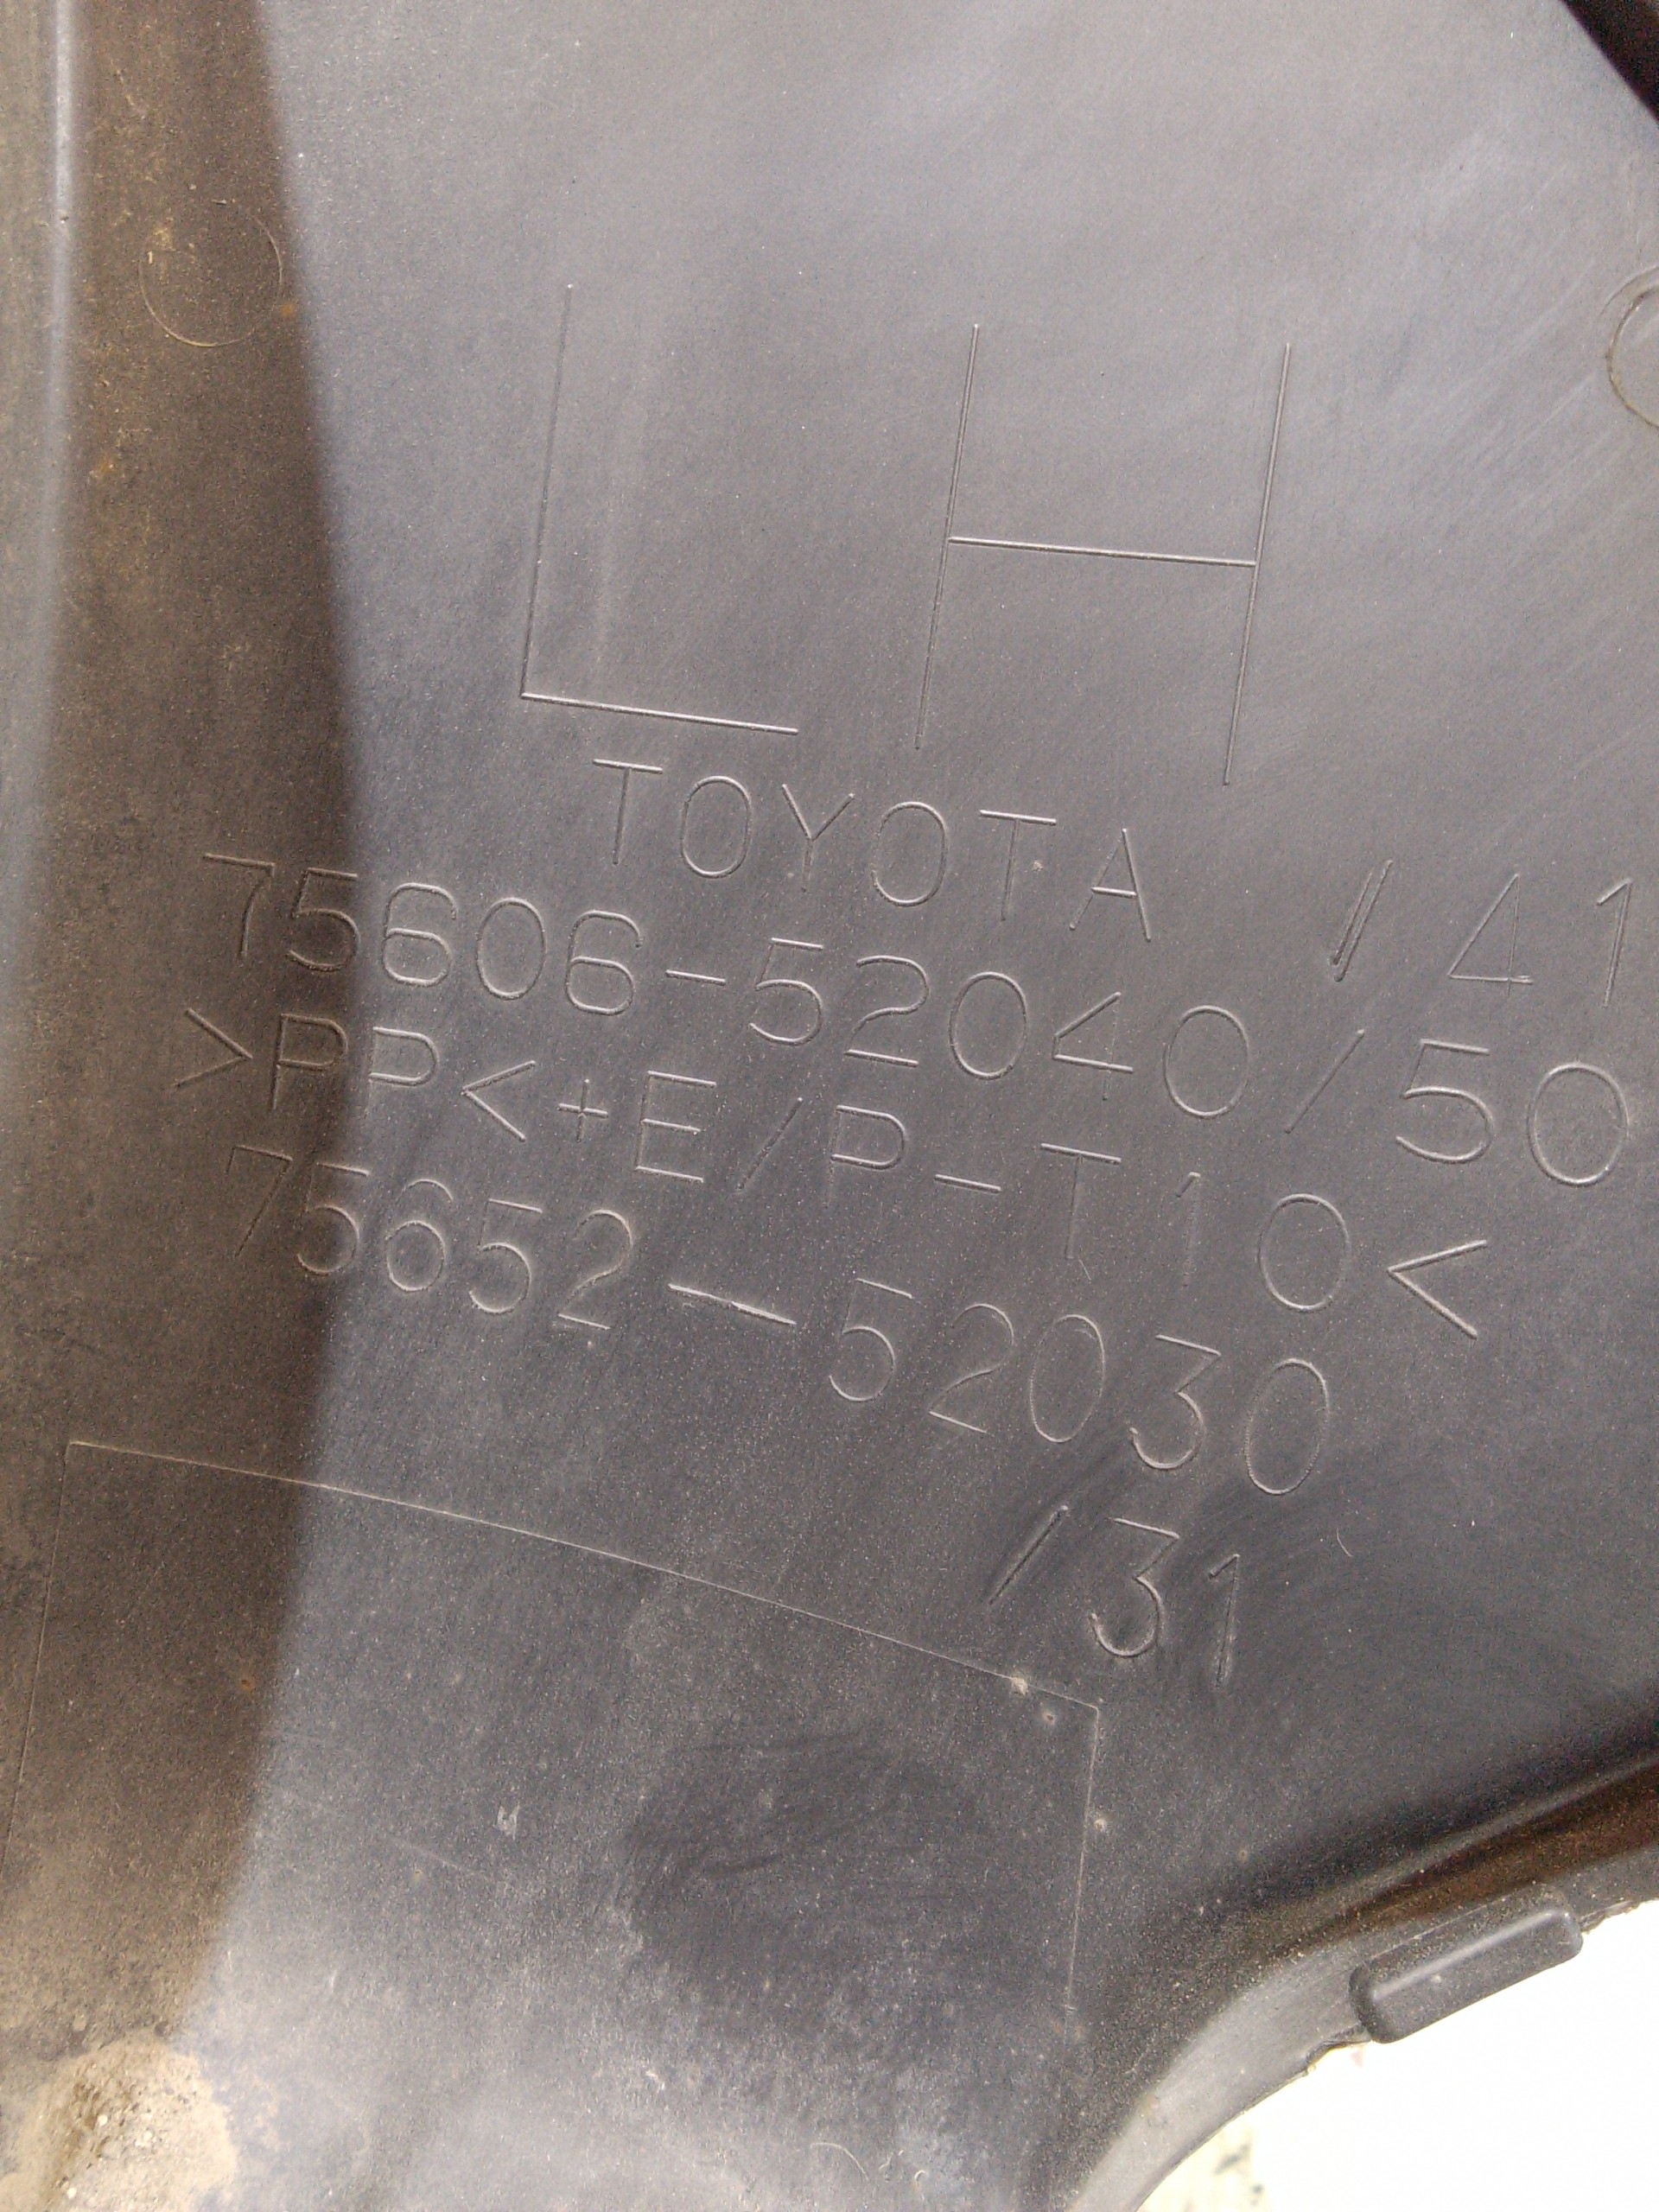 LH
TOYOTA /41
75606-52040/50
>PP<+E/P-T10<
75652-52030
/31